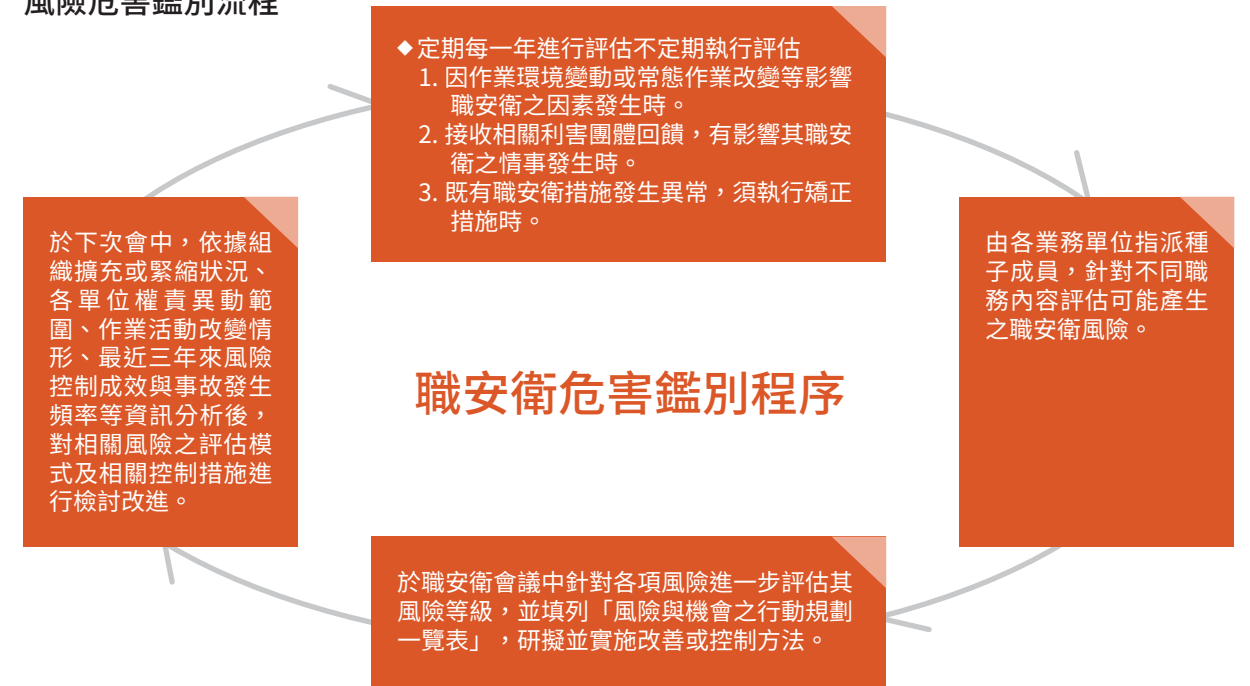 風險危害鑑別流程
◆定期每一年進行評估不定期執行評估
1. 因作業環境變動或常態作業改變等影響
職安衛之因素發生時。
2. 接收相關利害團體回饋，有影響其職安
衛之情事發生時。
3. 既有職安衛措施發生異常，須執行矯正
措施時。
由各業務單位指派種
子成員，針對不同職
務內容評估可能產生
之職安衛風險。
職安衛危害鑑別程序
於職安衛會議中針對各項風險進一步評估其
風險等級，並填列「風險與機會之行動規劃
一覽表」，研擬並實施改善或控制方法。
於下次會中，依據組
織擴充或緊縮狀況、
各單位權責異動範
圍、作業活動改變情
形、最近三年來風險
控制成效與事故發生
頻率等資訊分析後，
對相關風險之評估模
式及相關控制措施進
行檢討改進。